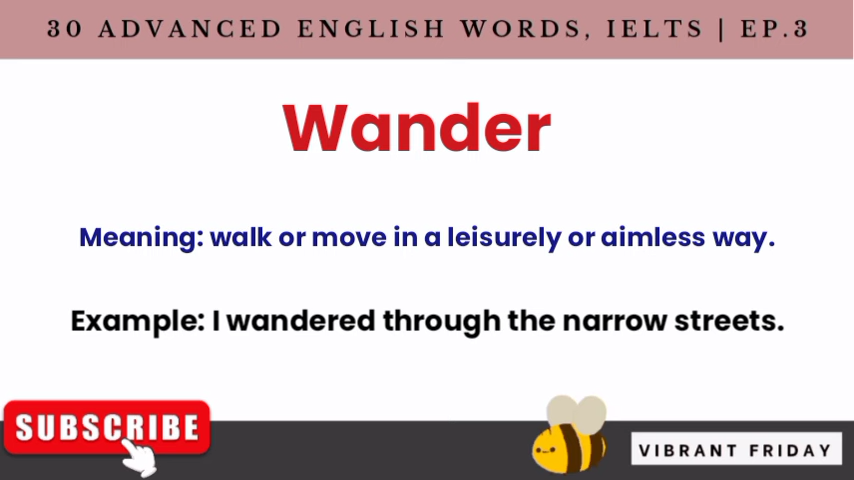 30 ADVANCED ENGLISH WORDS, IELTS | EP.3
Wander
Meaning: walk or move in a leisurely or aimless way.
Example: I wandered through the narrow streets.
SUBSCRIBE
VIBRANT FRIDAY